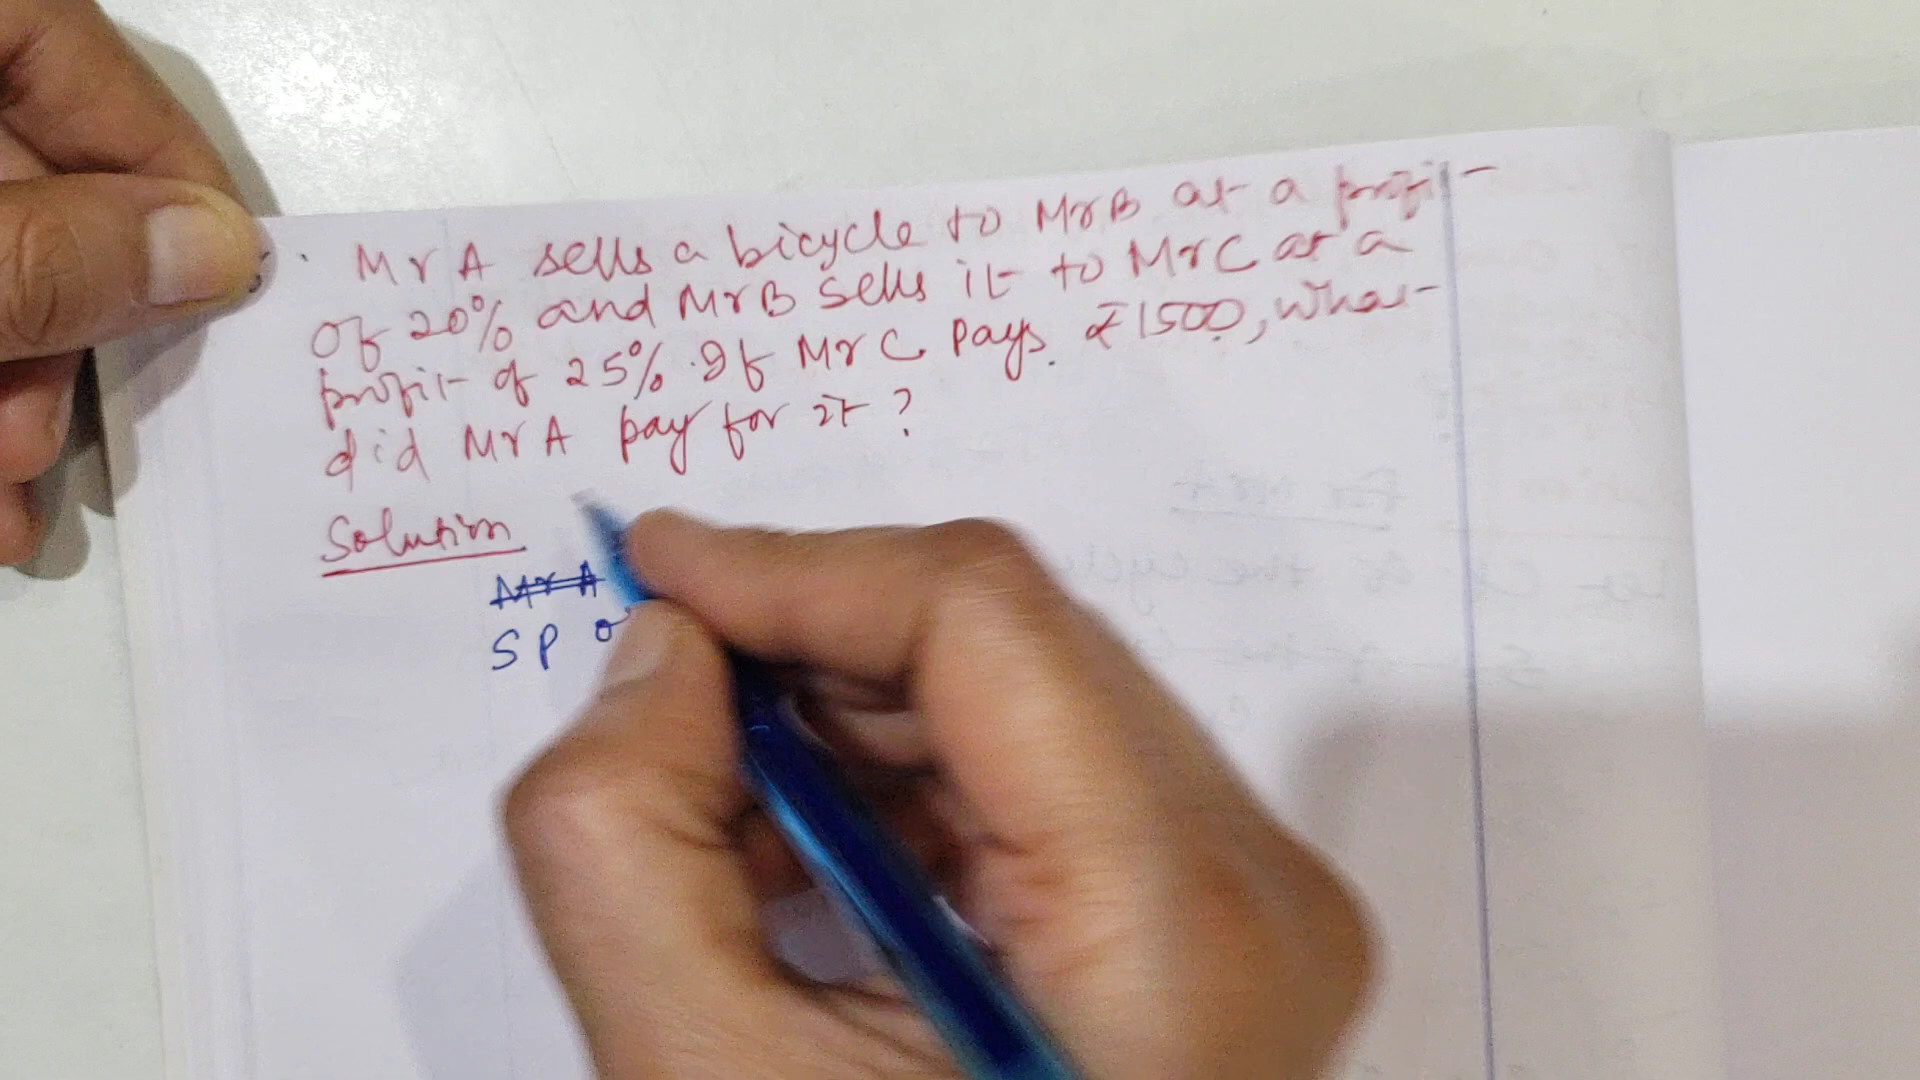 Mr A sells a bicycle to Mr B at a profit
of 20% and Mr B sells it to Mr C at a
profit of 25%. If Mr C pays ₹1500, what
did Mr A pay for it ?
Solution
Mr A
SP o